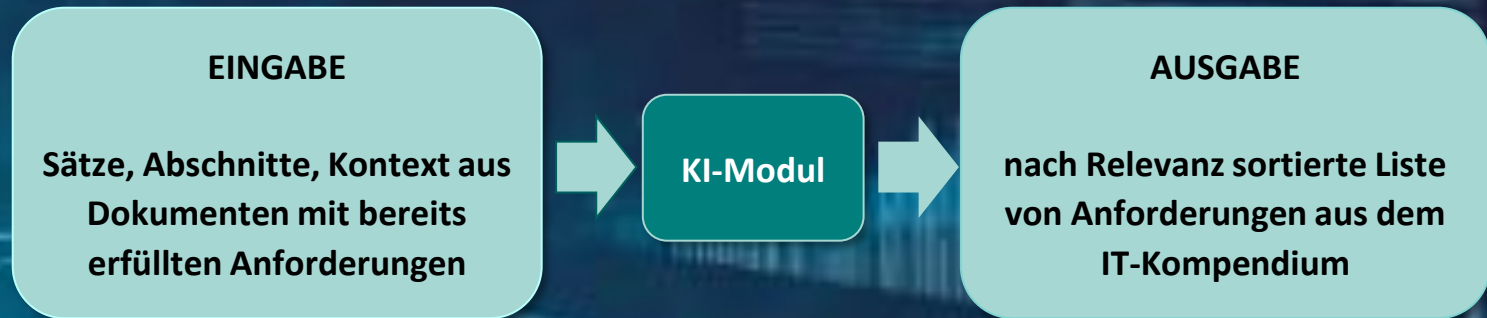 EINGABE
Sätze, Abschnitte, Kontext aus
Dokumenten mit bereits
erfüllten Anforderungen
KI-Modul
AUSGABE
nach Relevanz sortierte Liste
von Anforderungen aus dem
IT-Kompendium